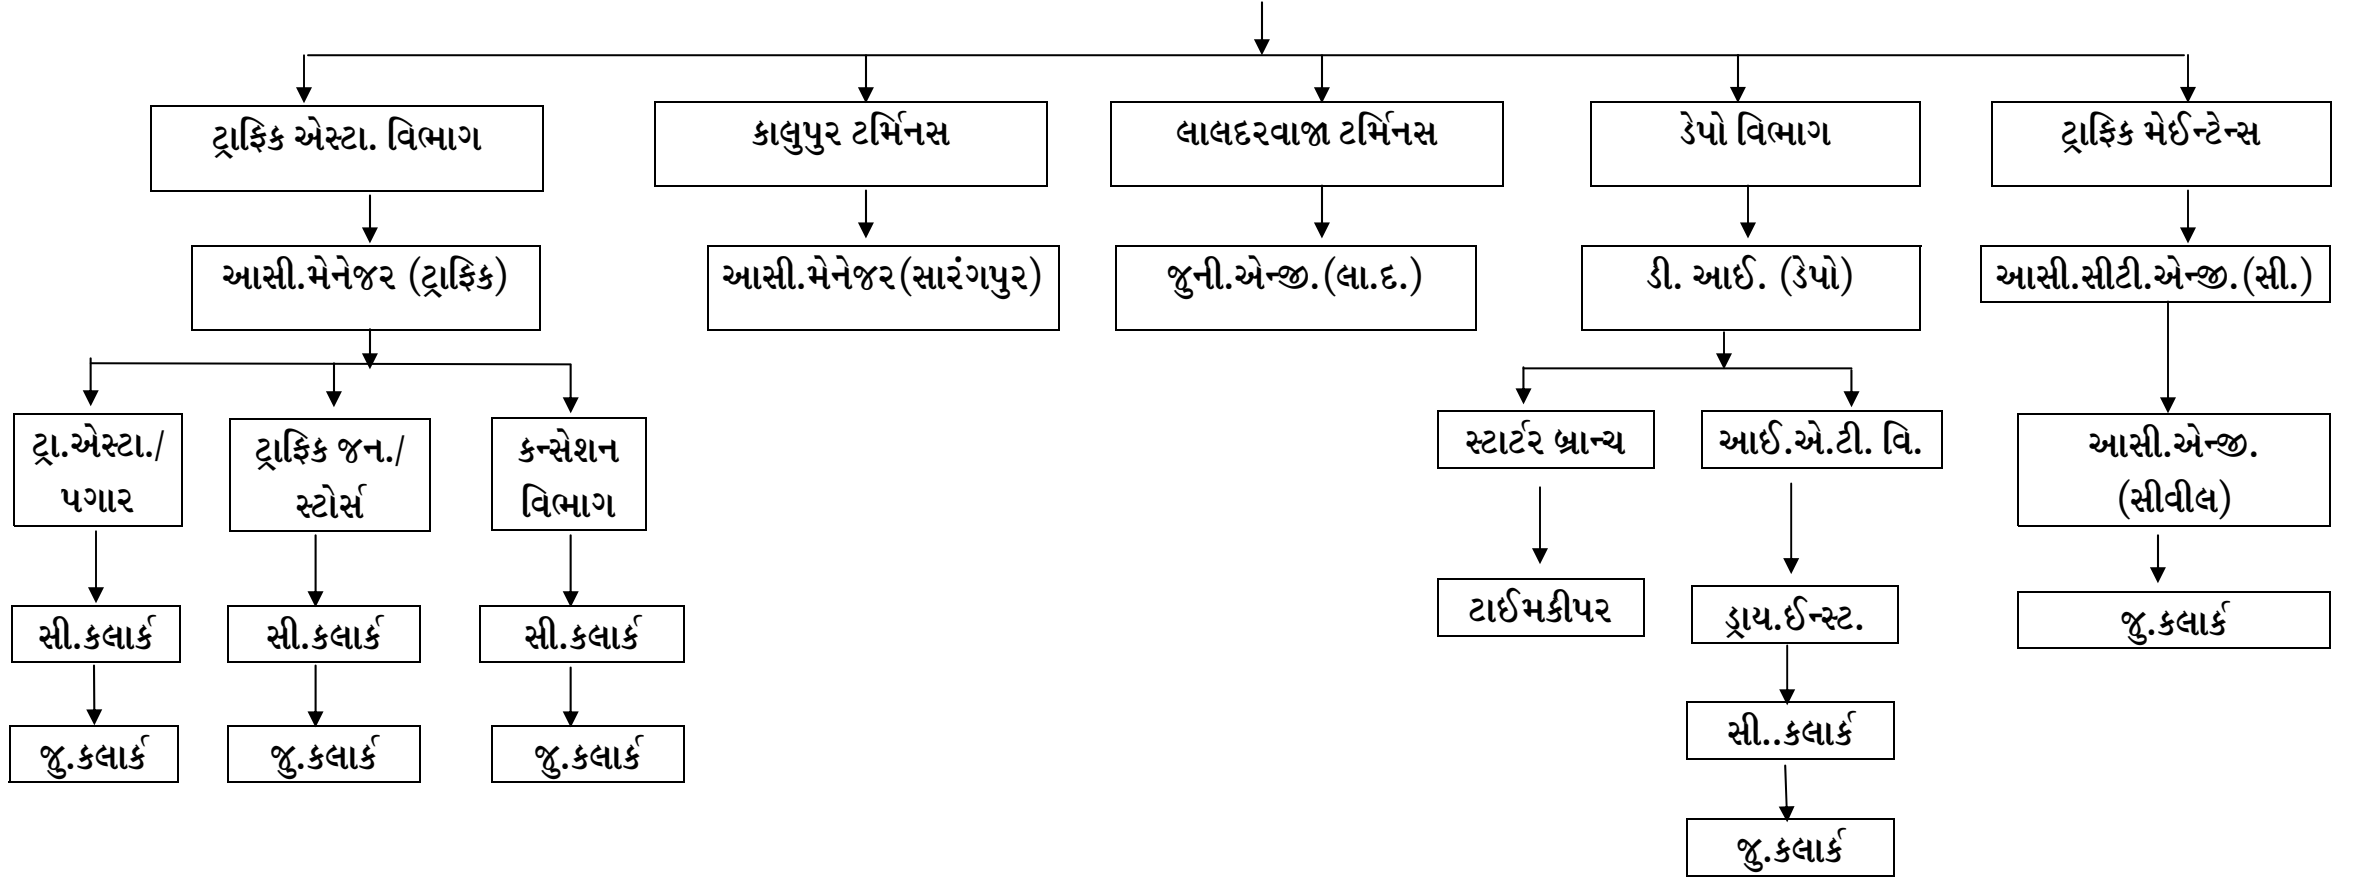 ટ્રાફિક એસ્ટા. વિભાગ
કાલુપુર ટર્મિનસ
લાલદરવાજા ટર્મિનસ
ડેપો વિભાગ
ટ્રાફિક મેઈન્ટેન્સ
આસી.મેનેજર (ટ્રાફિક)
આસી.મેનેજર(સારંગપુર)
જુની.એન્જી.(લા.દ.)
ડી. આઈ. (ડેપો)
આસી.સીટી.એન્જી.(સી.)
ટ્રા.એસ્ટા./
પગાર
ટ્રાફિક જન./
સ્ટોર્સ
કન્સેશન
વિભાગ
સ્ટાર્ટર બ્રાન્ચ
આઈ.એ.ટી. વિ.
આસી.એન્જી.
(સીવીલ)
ટાઈમકીપર
ડ્રાય.ઈન્સ્ટ.
જુ.કલાર્ક
સી.કલાર્ક
સી.કલાર્ક
સી.કલાર્ક
સી..કલાર્ક
જુ.કલાર્ક
જુ.કલાર્ક
જુ.કલાર્ક
જુ.કલાર્ક